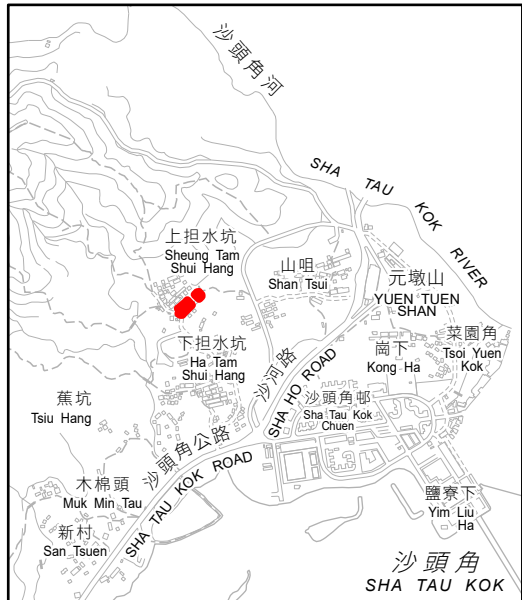 沙頭角河
SHA TAU KOK RIVER
上担水坑
Sheung Tam
Shui Hang
山咀
Shan Tsui
元墩山
YUEN TUEN
SHAN
菜園角
Tsoi Yuen
Kok
下担水坑
Ha Tam
Shui Hang
沙河路
SHA HO ROAD
崗下
Kong Ha
蕉坑
Tsiu Hang
沙頭角邨
Sha Tau Kok
Chuen
沙頭角公路
SHA TAU KOK ROAD
木棉頭
Muk Min Tau
新村
San Tsuen
鹽寮下
Yim Liu
Ha
沙頭角
SHA TAU KOK